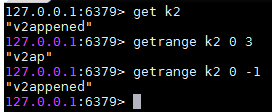 127.0.0.1:6379> get k2
"v2appened"
127.0.0.1:6379> getrange k2 0 3
"v2ap"
127.0.0.1:6379> getrange k2 0 -1
"v2appened"
127.0.0.1:6379>